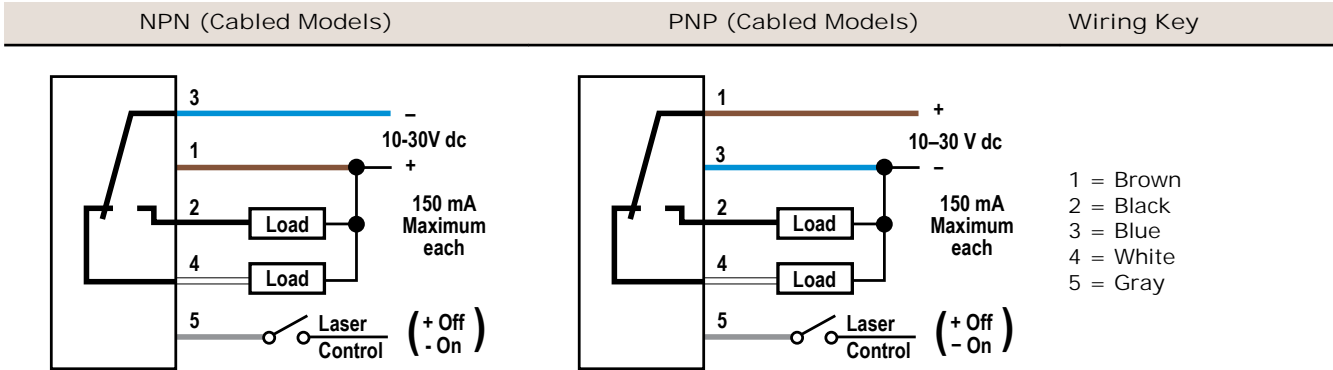 NPN (Cabled Models)
PNP (Cabled Models)
Wiring Key
3
–
10-30V dc
1
+
2
Load
150 mA
Maximum
each
4
Load
5
Laser
Control
( + Off
- On )
1
+
10–30 V dc
3
–
2
Load
150 mA
Maximum
each
4
Load
5
Laser
Control
( + Off
– On )
1 = Brown
2 = Black
3 = Blue
4 = White
5 = Gray